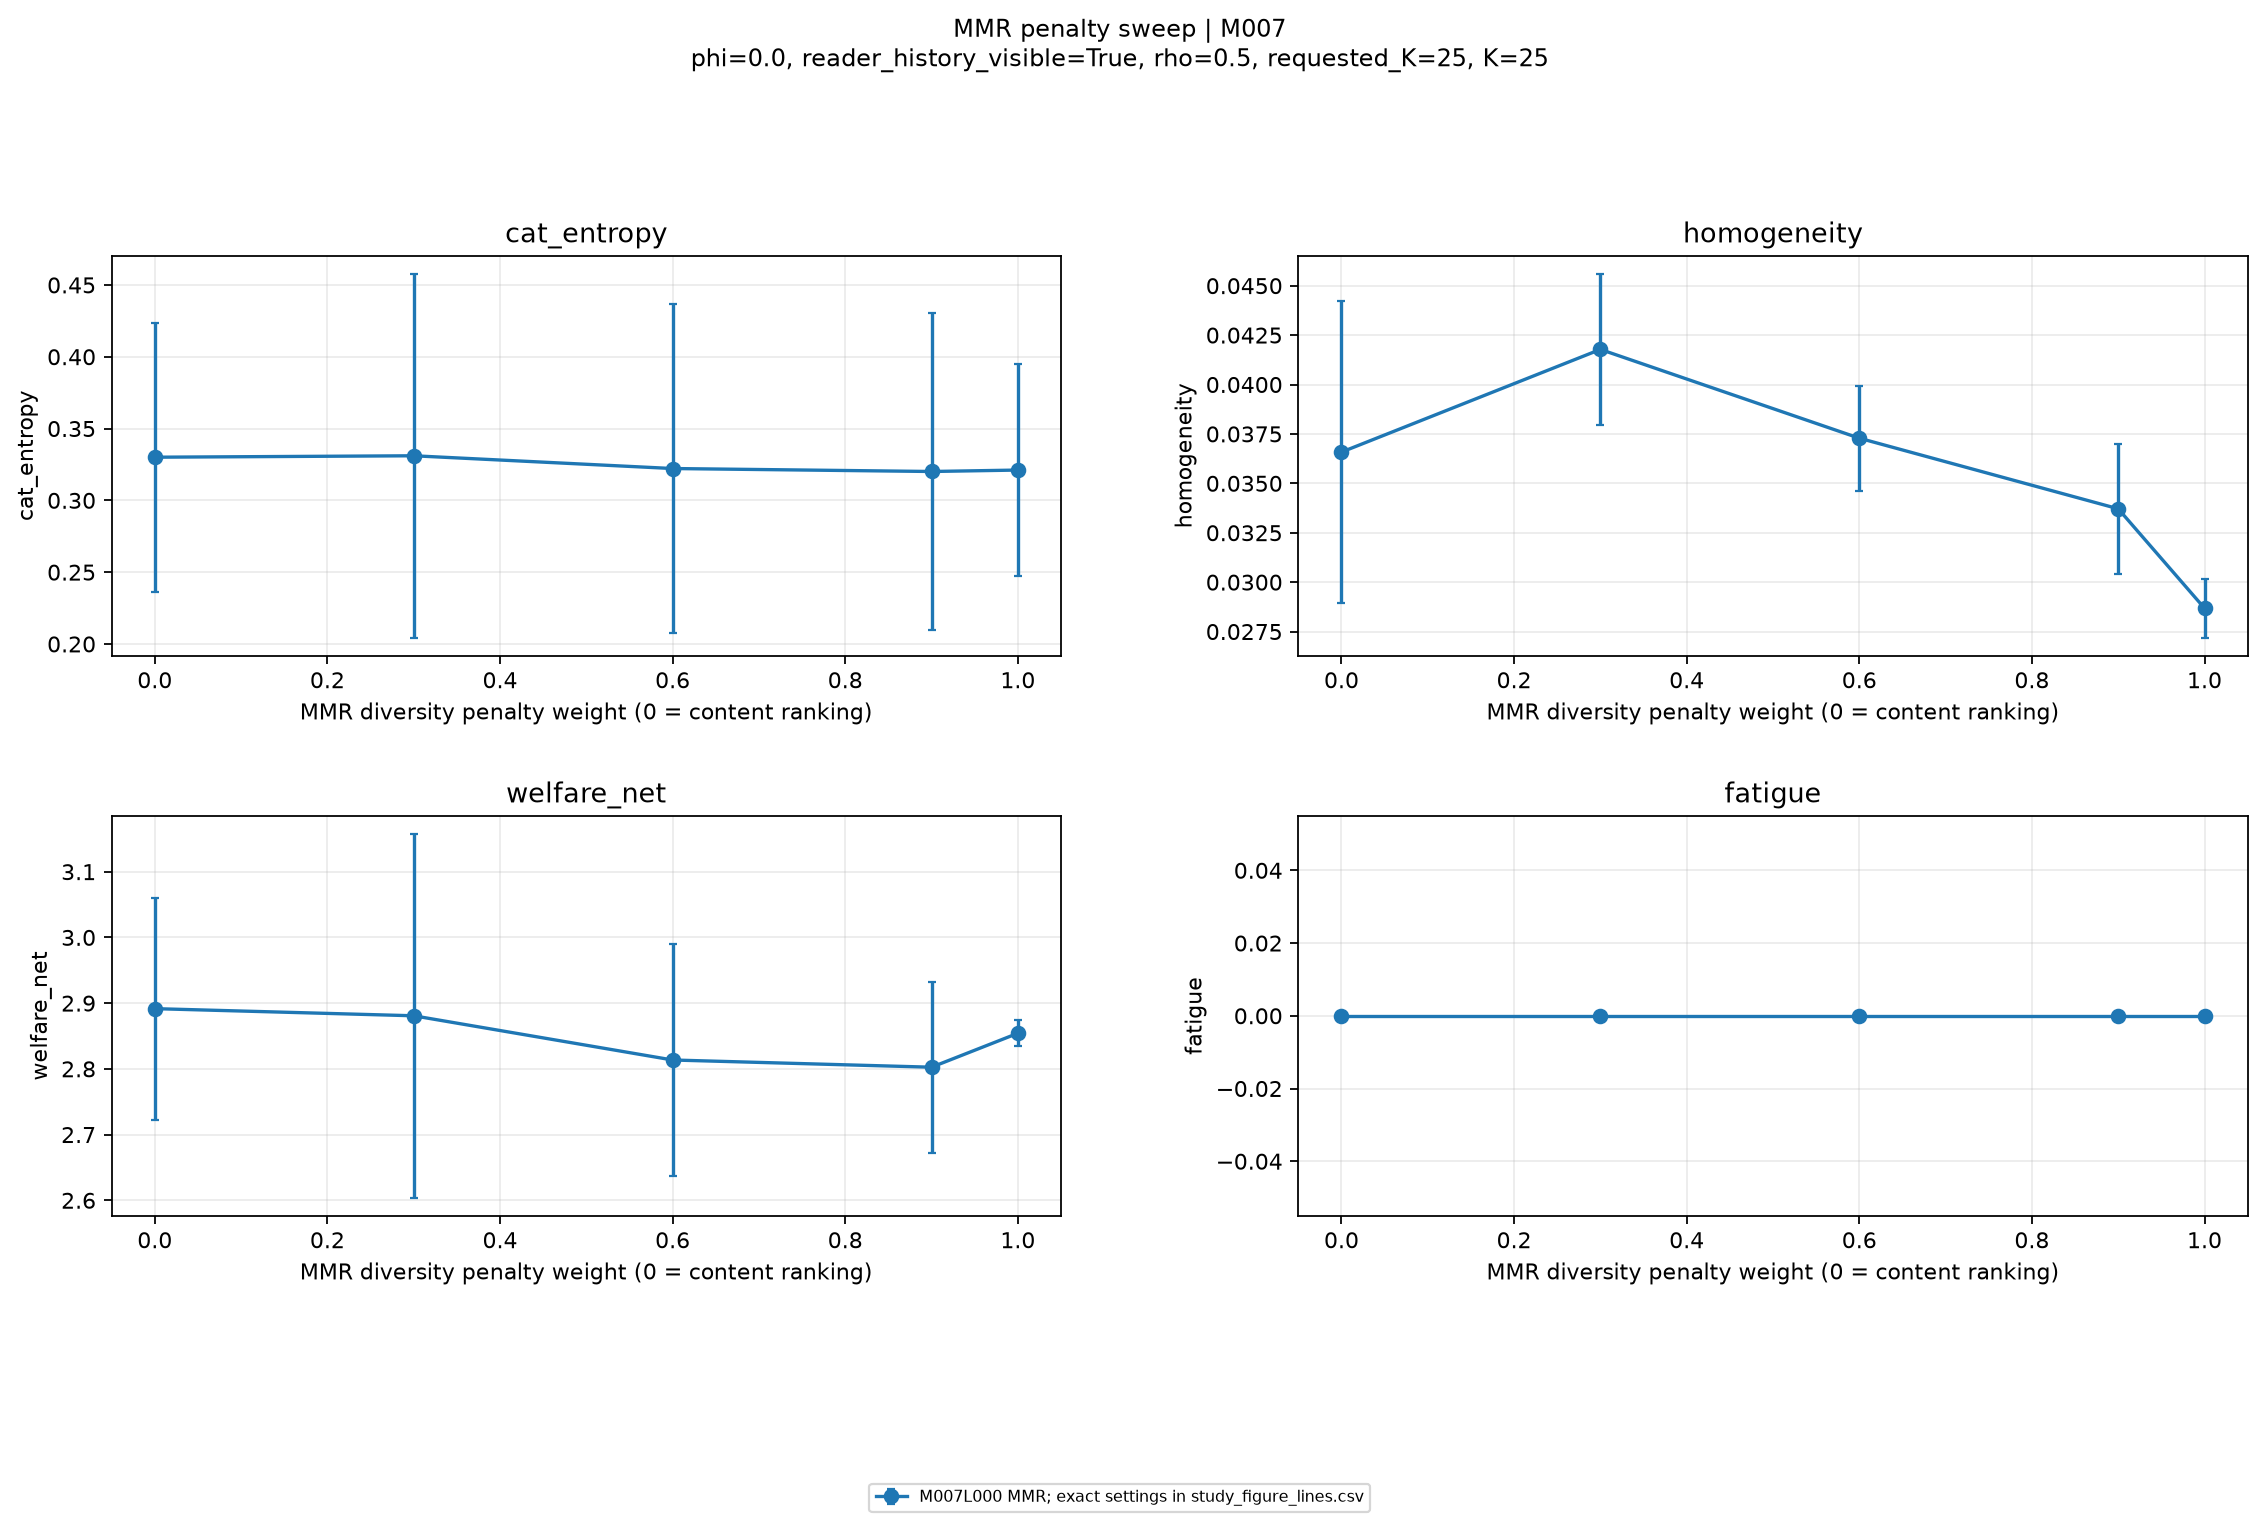 MMR penalty sweep | M007
phi=0.0, reader_history_visible=True, rho=0.5, requested_K=25, K=25
cat_entropy
cat_entropy
0.45
0.40
0.35
0.30
0.25
0.20
0.0 0.2 0.4 0.6 0.8 1.0
MMR diversity penalty weight (0 = content ranking)
homogeneity
homogeneity
0.0450
0.0425
0.0400
0.0375
0.0350
0.0325
0.0300
0.0275
0.0 0.2 0.4 0.6 0.8 1.0
MMR diversity penalty weight (0 = content ranking)
welfare_net
welfare_net
3.1
3.0
2.9
2.8
2.7
2.6
0.0 0.2 0.4 0.6 0.8 1.0
MMR diversity penalty weight (0 = content ranking)
fatigue
fatigue
0.04
0.02
0.00
−0.02
−0.04
0.0 0.2 0.4 0.6 0.8 1.0
MMR diversity penalty weight (0 = content ranking)
M007L000 MMR; exact settings in study_figure_lines.csv